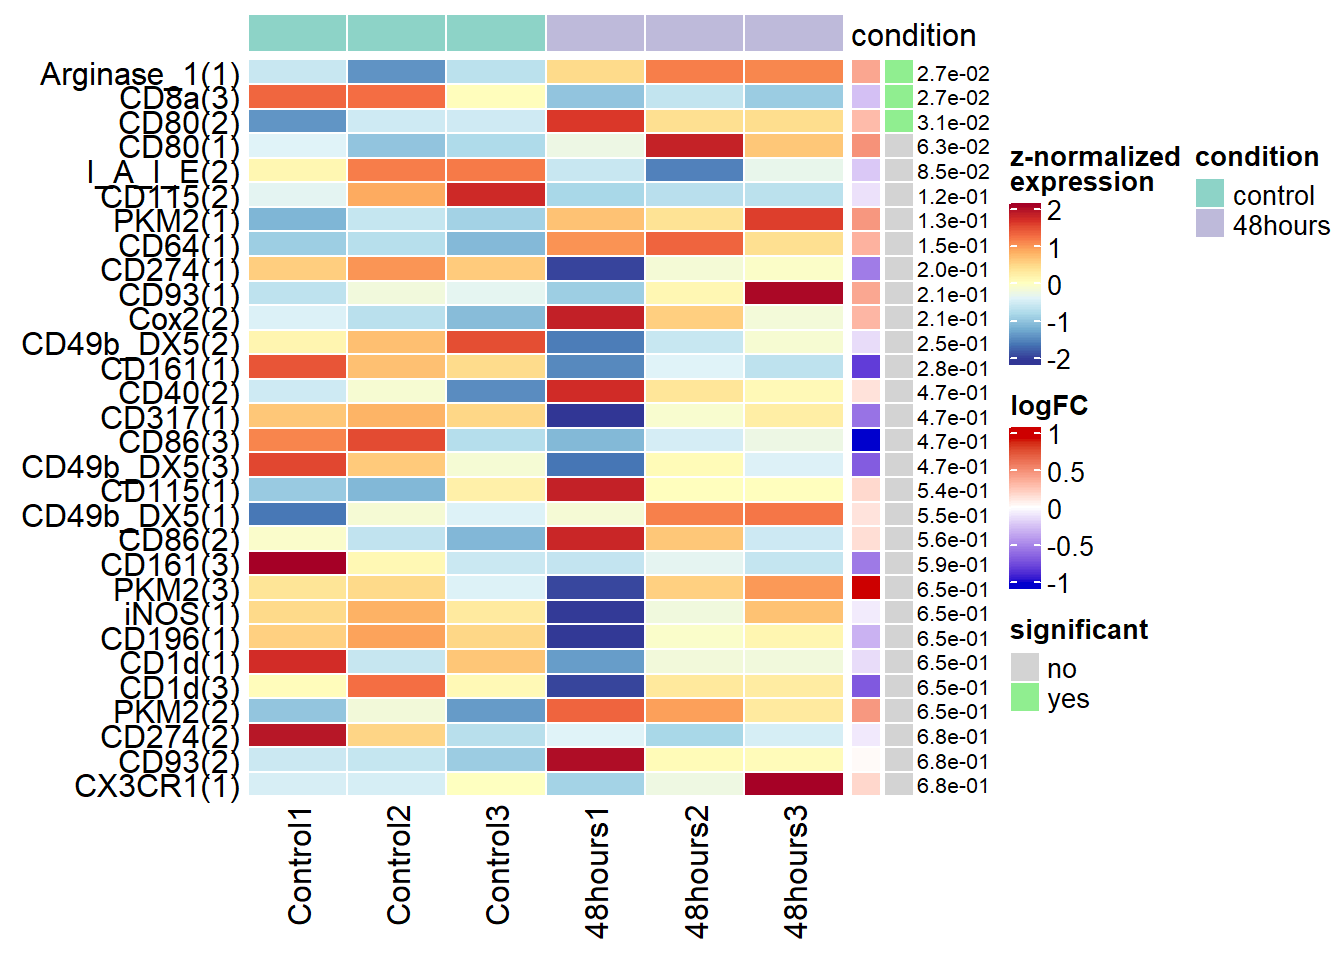 condition
Arginase_1(1) 2.7e-02
CD8a(3) 2.7e-02
CD80(2) 3.1e-02
CD80(1) 6.3e-02
I_A_I_E(2) 8.5e-02
CD115(2) 1.2e-01
PKM2(1) 1.3e-01
CD64(1) 1.5e-01
CD274(1) 2.0e-01
CD93(1) 2.1e-01
Cox2(2) 2.1e-01
CD49b_DX5(2) 2.5e-01
CD161(1) 2.8e-01
CD40(2) 4.7e-01
CD317(1) 4.7e-01
CD86(3) 4.7e-01
CD49b_DX5(3) 4.7e-01
CD115(1) 5.4e-01
CD49b_DX5(1) 5.5e-01
CD86(2) 5.6e-01
CD161(3) 5.9e-01
PKM2(3) 6.5e-01
iNOS(1) 6.5e-01
CD196(1) 6.5e-01
CD1d(1) 6.5e-01
CD1d(3) 6.5e-01
PKM2(2) 6.5e-01
CD274(2) 6.8e-01
CD93(2) 6.8e-01
CX3CR1(1) 6.8e-01
Control1
Control2
Control3
48hours1
48hours2
48hours3
z-normalized
expression
2
1
0
-1
-2
logFC
1
0.5
0
-0.5
-1
significant
no
yes
condition
control
48hours